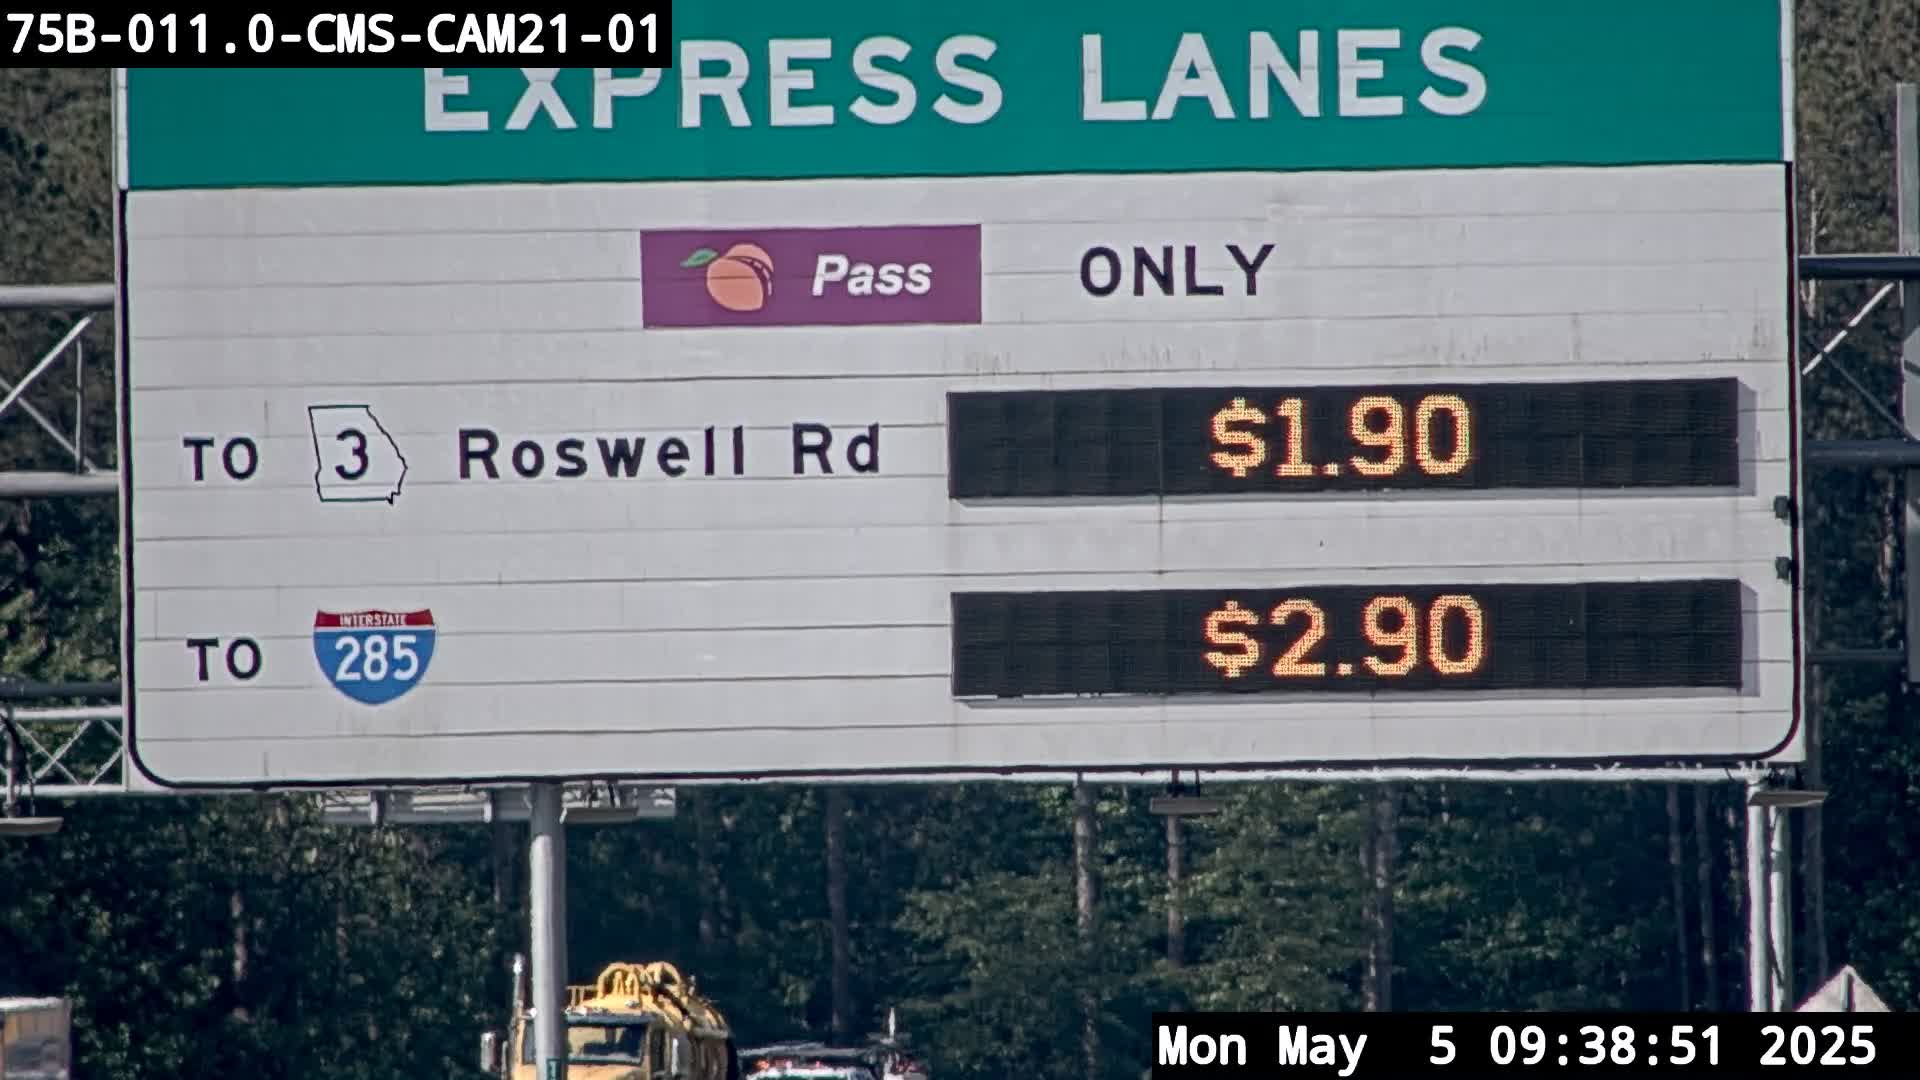 75B-011.0-CMS-CAM21-01
EXPRESS LANES
Pass ONLY
TO 3 Roswell Rd $1.90
INTERSTATE
TO 285 $2.90
Mon May 5 09:38:51 2025